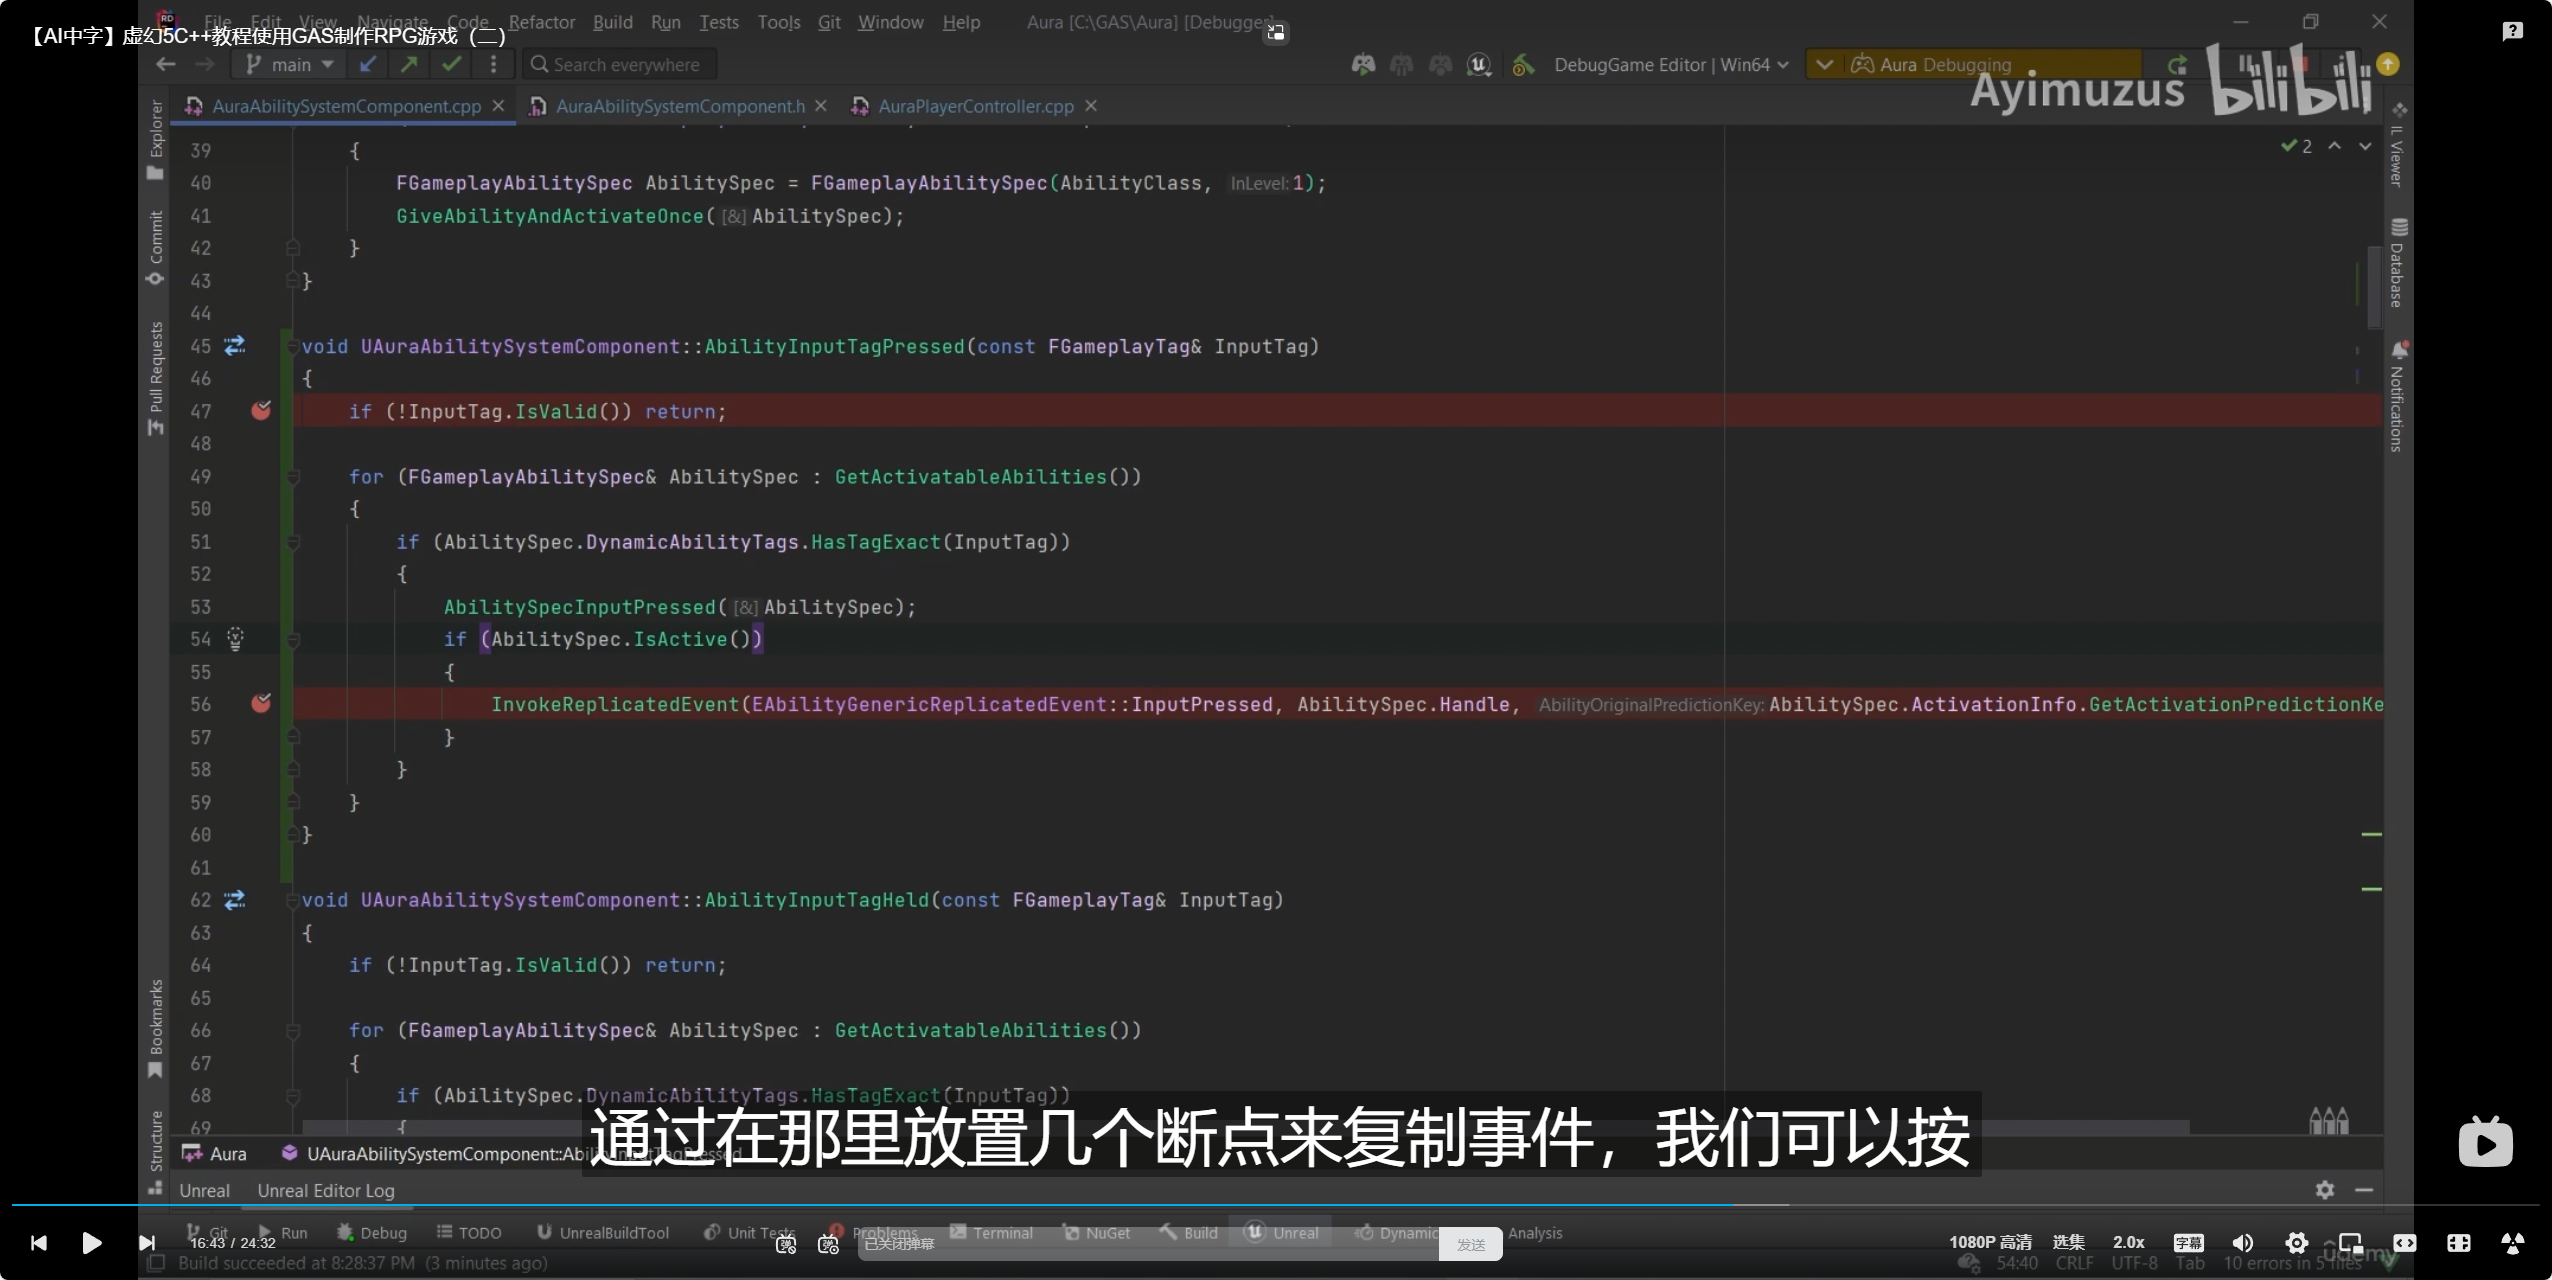 File Edit View Navigate Code Refactor Build Run Tests Tools Git Window Help Aura [C:\GAS\Aura] [Debugger]
【AI中字】虚幻5C++教程使用GAS制作RPG游戏（二）
main Search everywhere DebugGame Editor | Win64 Aura Debugging
Ayimuzus bilibili
AuraAbilitySystemComponent.cpp AuraAbilitySystemComponent.h AuraPlayerController.cpp
Explorer
Commit
Pull Requests
Bookmarks
Structure
IL Viewer
Database
Notifications
2
39 {
40 FGameplayAbilitySpec AbilitySpec = FGameplayAbilitySpec(AbilityClass, InLevel: 1);
41 GiveAbilityAndActivateOnce([&]AbilitySpec);
42 }
43 }
44
45 void UAuraAbilitySystemComponent::AbilityInputTagPressed(const FGameplayTag& InputTag)
46 {
47 if (!InputTag.IsValid()) return;
48
49 for (FGameplayAbilitySpec& AbilitySpec : GetActivatableAbilities())
50 {
51 if (AbilitySpec.DynamicAbilityTags.HasTagExact(InputTag))
52 {
53 AbilitySpecInputPressed([&]AbilitySpec);
54 if (AbilitySpec.IsActive())
55 {
56 InvokeReplicatedEvent(EAbilityGenericReplicatedEvent::InputPressed, AbilitySpec.Handle, AbilityOriginalPredictionKey: AbilitySpec.ActivationInfo.GetActivationPredictionKe
57 }
58 }
59 }
60 }
61
62 void UAuraAbilitySystemComponent::AbilityInputTagHeld(const FGameplayTag& InputTag)
63 {
64 if (!InputTag.IsValid()) return;
65
66 for (FGameplayAbilitySpec& AbilitySpec : GetActivatableAbilities())
67 {
68 if (AbilitySpec.DynamicAbilityTags.HasTagExact(InputTag))
69 {
通过在那里放置几个断点来复制事件，我们可以按
Aura UAuraAbilitySystemComponent::AbilityInputTagPressed
Unreal Unreal Editor Log
Git Run Debug TODO UnrealBuildTool Unit Tests Problems Terminal NuGet Build Unreal Dynamic Analysis
16:43 / 24:32 已关闭弹幕 发送 1080P 高清 选集 2.0x 字幕
udemy
Build succeeded at 8:28:37 PM (3 minutes ago) 54:40 CRLF UTF-8 Tab 10 errors in 5 files